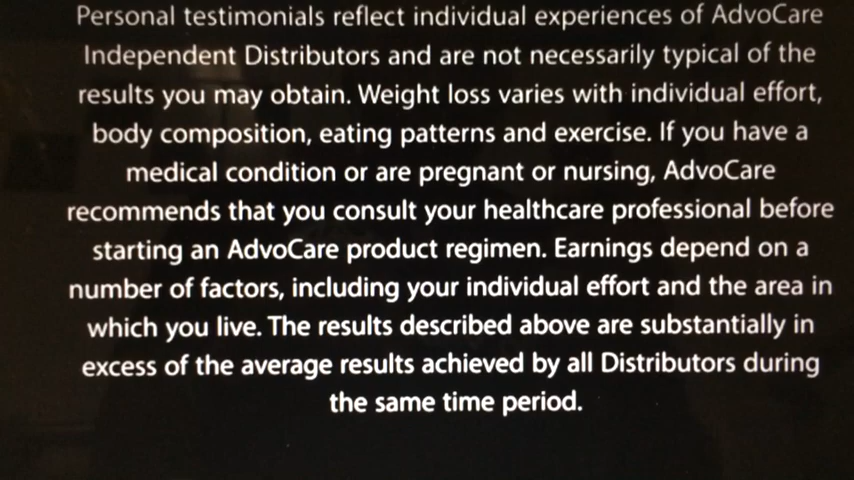 Personal testimonials reflect individual experiences of AdvoCare
Independent Distributors and are not necessarily typical of the
results you may obtain. Weight loss varies with individual effort,
body composition, eating patterns and exercise. If you have a
medical condition or are pregnant or nursing, AdvoCare
recommends that you consult your healthcare professional before
starting an AdvoCare product regimen. Earnings depend on a
number of factors, including your individual effort and the area in
which you live. The results described above are substantially in
excess of the average results achieved by all Distributors during
the same time period.